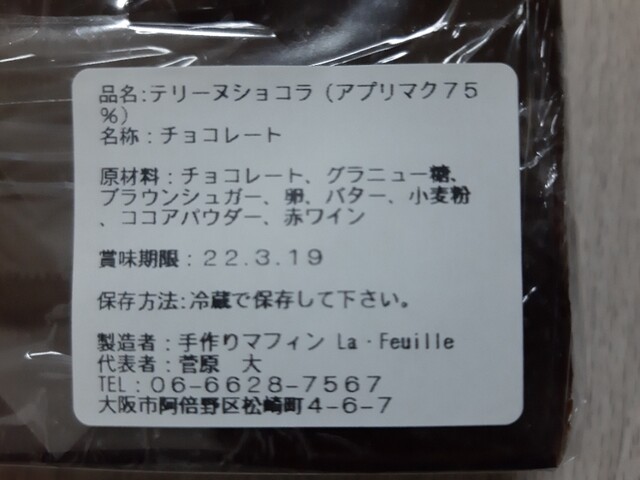 品名:テリーヌショコラ（アプリマク７５
％）
名称：チョコレート
原材料：チョコレート、グラニュー糖、
ブラウンシュガー、卵、バター、小麦粉
、ココアパウダー、赤ワイン
賞味期限：２２.３.１９
保存方法:冷蔵で保存して下さい。
製造者：手作りマフィン La・Feuille
代表者：菅原　大
TEL：０６-６６２８-７５６７
大阪市阿倍野区松崎町４-６-７